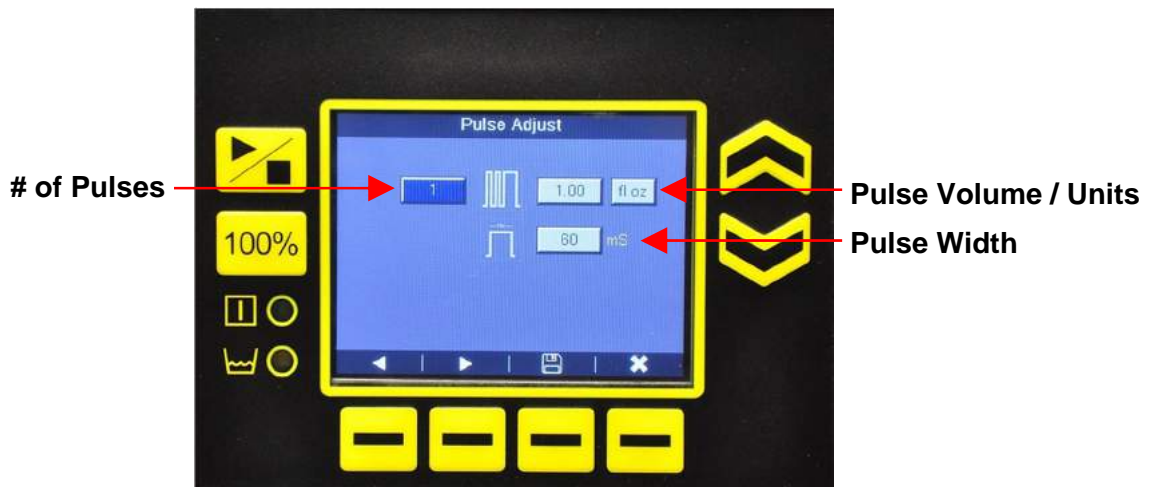 Pulse Adjust
# of Pulses
1
1.00
fl oz
Pulse Volume / Units
100%
60
mS
Pulse Width